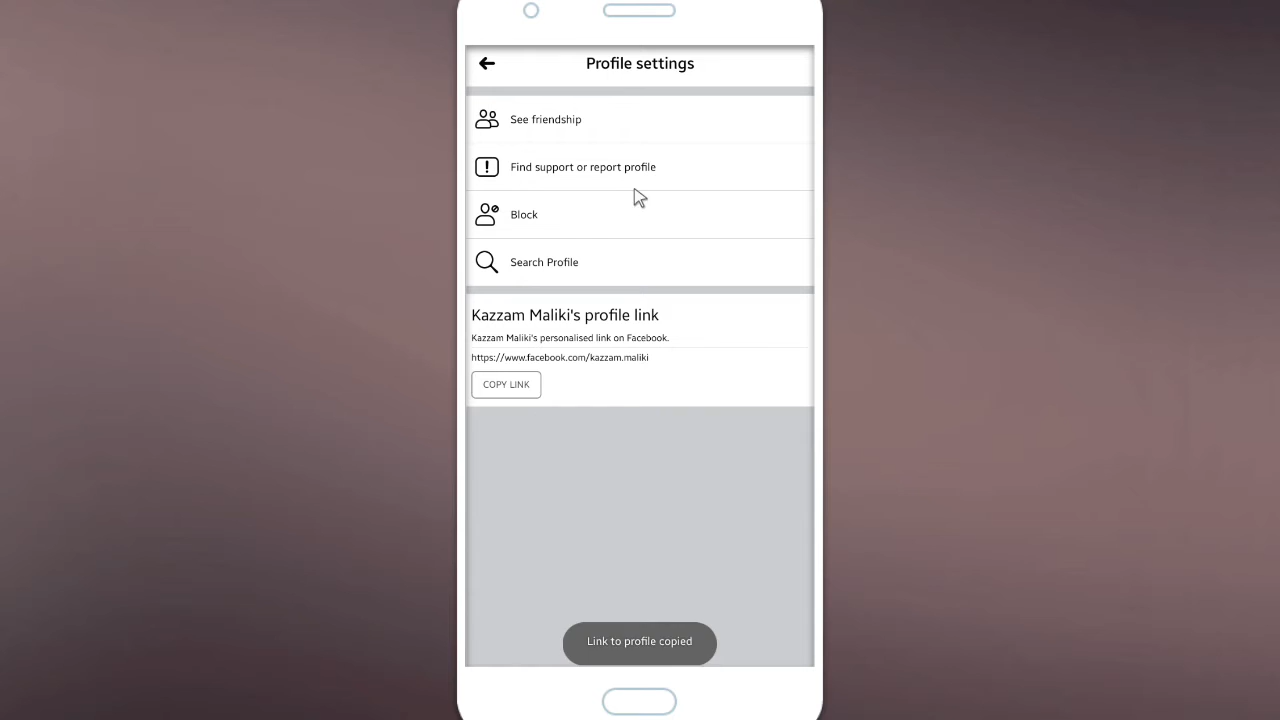 Profile settings
See friendship
Find support or report profile
Block
Search Profile
Kazzam Maliki's profile link
Kazzam Maliki's personalised link on Facebook.
https://www.facebook.com/kazzam.maliki
COPY LINK
Link to profile copied